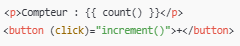 <p>Compteur : {{ count() }}</p>
<button (click)="increment()">+</button>